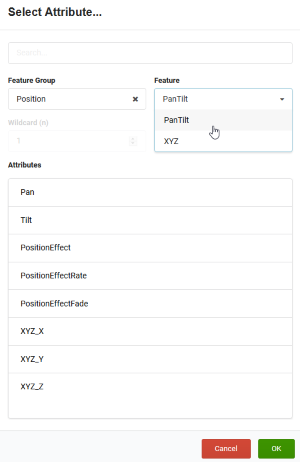 Select Attribute...
Search...
Feature Group
Feature
Position
PanTilt
PanTilt
XYZ
Wildcard (n)
1
Attributes
Pan
Tilt
PositionEffect
PositionEffectRate
PositionEffectFade
XYZ_X
XYZ_Y
XYZ_Z
Cancel
OK